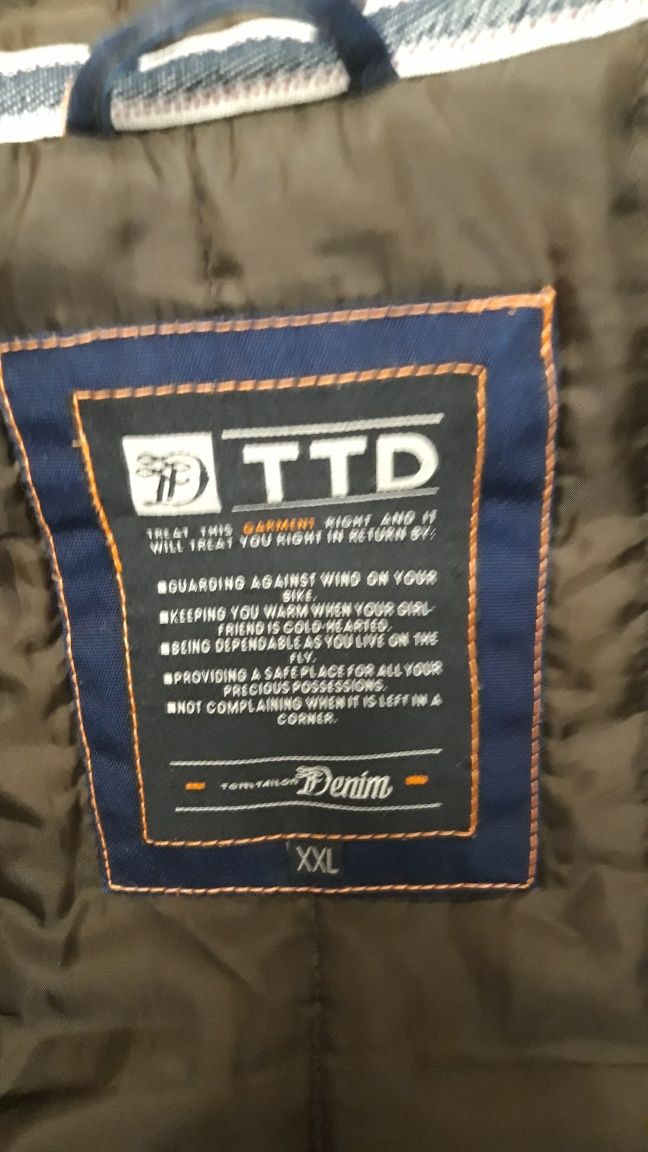 TTD
TREAT THIS GARMENT RIGHT AND IT
WILL TREAT YOU RIGHT IN RETURN BY:
■GUARDING AGAINST WIND ON YOUR
BIKE.
■KEEPING YOU WARM WHEN YOUR GIRL-
FRIEND IS COLD-HEARTED.
■BEING DEPENDABLE AS YOU LIVE ON THE
FLY.
■PROVIDING A SAFE PLACE FOR ALL YOUR
PRECIOUS POSSESSIONS.
■NOT COMPLAINING WHEN IT IS LEFT IN A
CORNER.
TOM TAILOR Denim
XXL